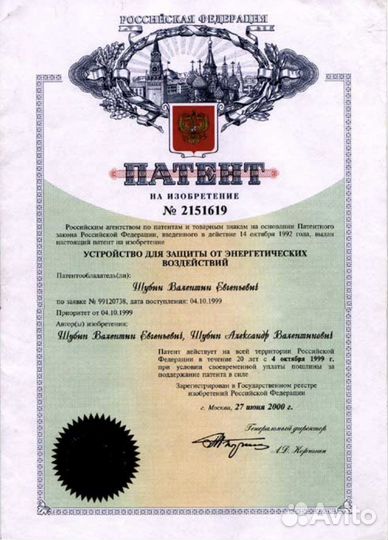 РОССИЙСКАЯ ФЕДЕРАЦИЯ
ПАТЕНТ
НА ИЗОБРЕТЕНИЕ
№ 2151619
Российским агентством по патентам и товарным знакам на основании Патентного
закона Российской Федерации, введенного в действие 14 октября 1992 года, выдан
настоящий патент на изобретение
УСТРОЙСТВО ДЛЯ ЗАЩИТЫ ОТ ЭНЕРГЕТИЧЕСКИХ
ВОЗДЕЙСТВИЙ
Патентообладатель(ли):
Шубин Валентин Евгеньевич
по заявке № 99120738, дата поступления: 04.10.1999
Приоритет от 04.10.1999
Автор(ы) изобретения:
Шубин Валентин Евгеньевич, Шубин Александр Валентинович
Патент действует на всей территории Российской
Федерации в течение 20 лет с 4 октября 1999 г.
при условии своевременной уплаты пошлины за
поддержание патента в силе
Зарегистрирован в Государственном реестре
изобретений Российской Федерации
г. Москва, 27 июня 2000 г.
Генеральный директор
А.Д. Корчагин
Avito